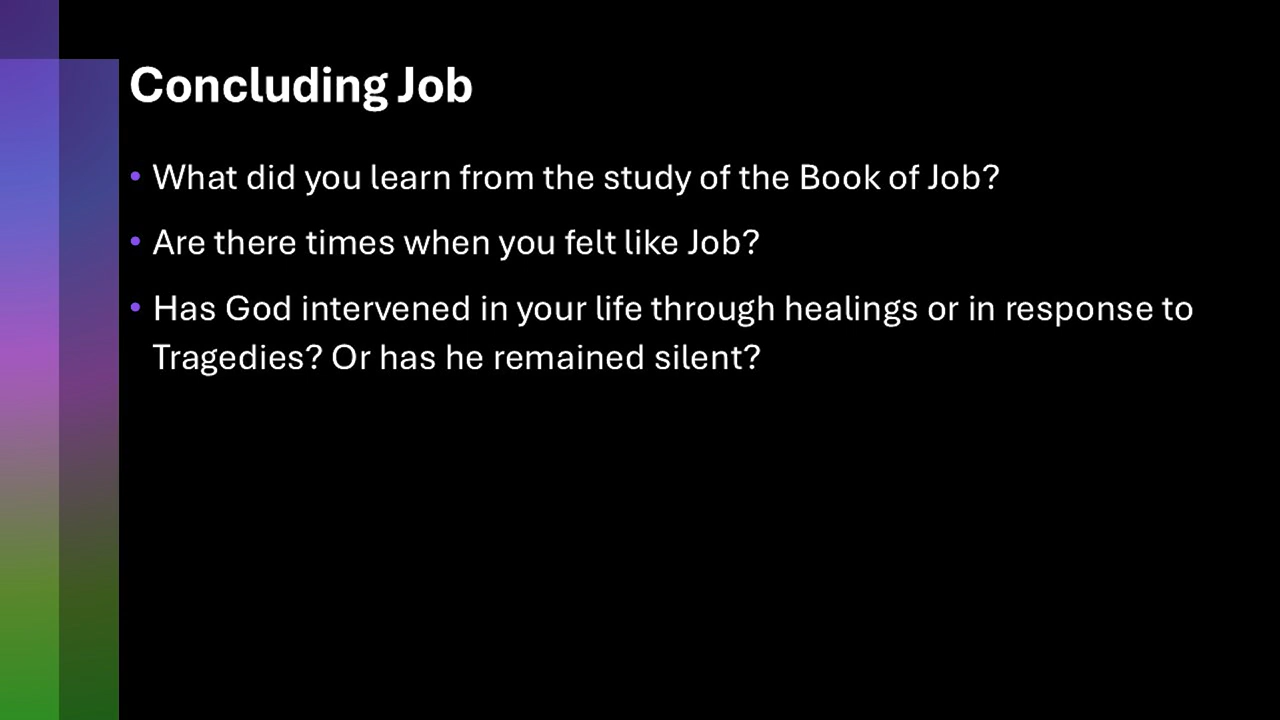 Concluding Job
• What did you learn from the study of the Book of Job?
• Are there times when you felt like Job?
• Has God intervened in your life through healings or in response to
Tragedies? Or has he remained silent?